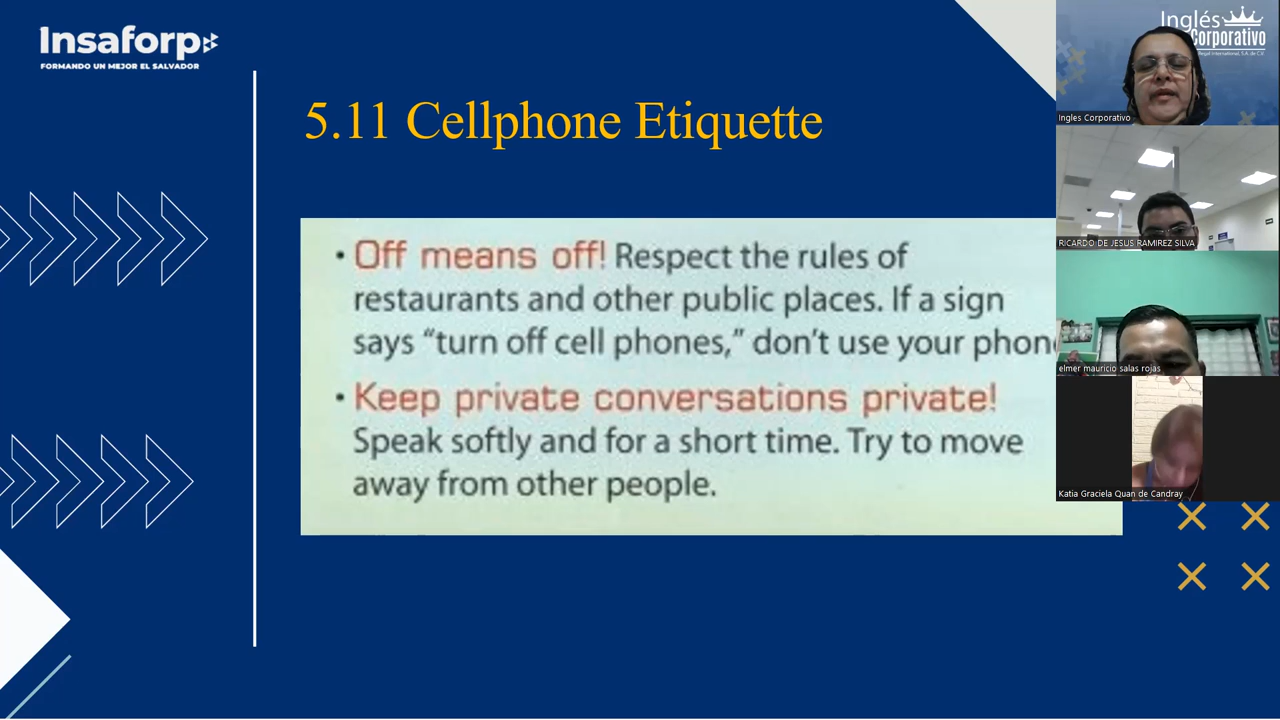 Insaforp
FORMANDO UN MEJOR EL SALVADOR
5.11 Cellphone Etiquette
• Off means off! Respect the rules of
restaurants and other public places. If a sign
says “turn off cell phones,” don’t use your phon
• Keep private conversations private!
Speak softly and for a short time. Try to move
away from other people.
Inglés
Corporativo
Regal International, S.A. de C.V.
Ingles Corporativo
RICARDO DE JESUS RAMIREZ SILVA
elmer mauricio salas rojas
Katia Graciela Quan de Candray